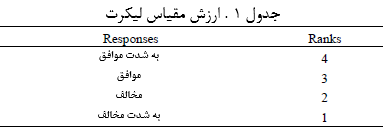 جدول ۱ . ارزش مقیاس لیکرت
Responses Ranks
به شدت موافق 4
موافق 3
مخالف 2
به شدت مخالف 1